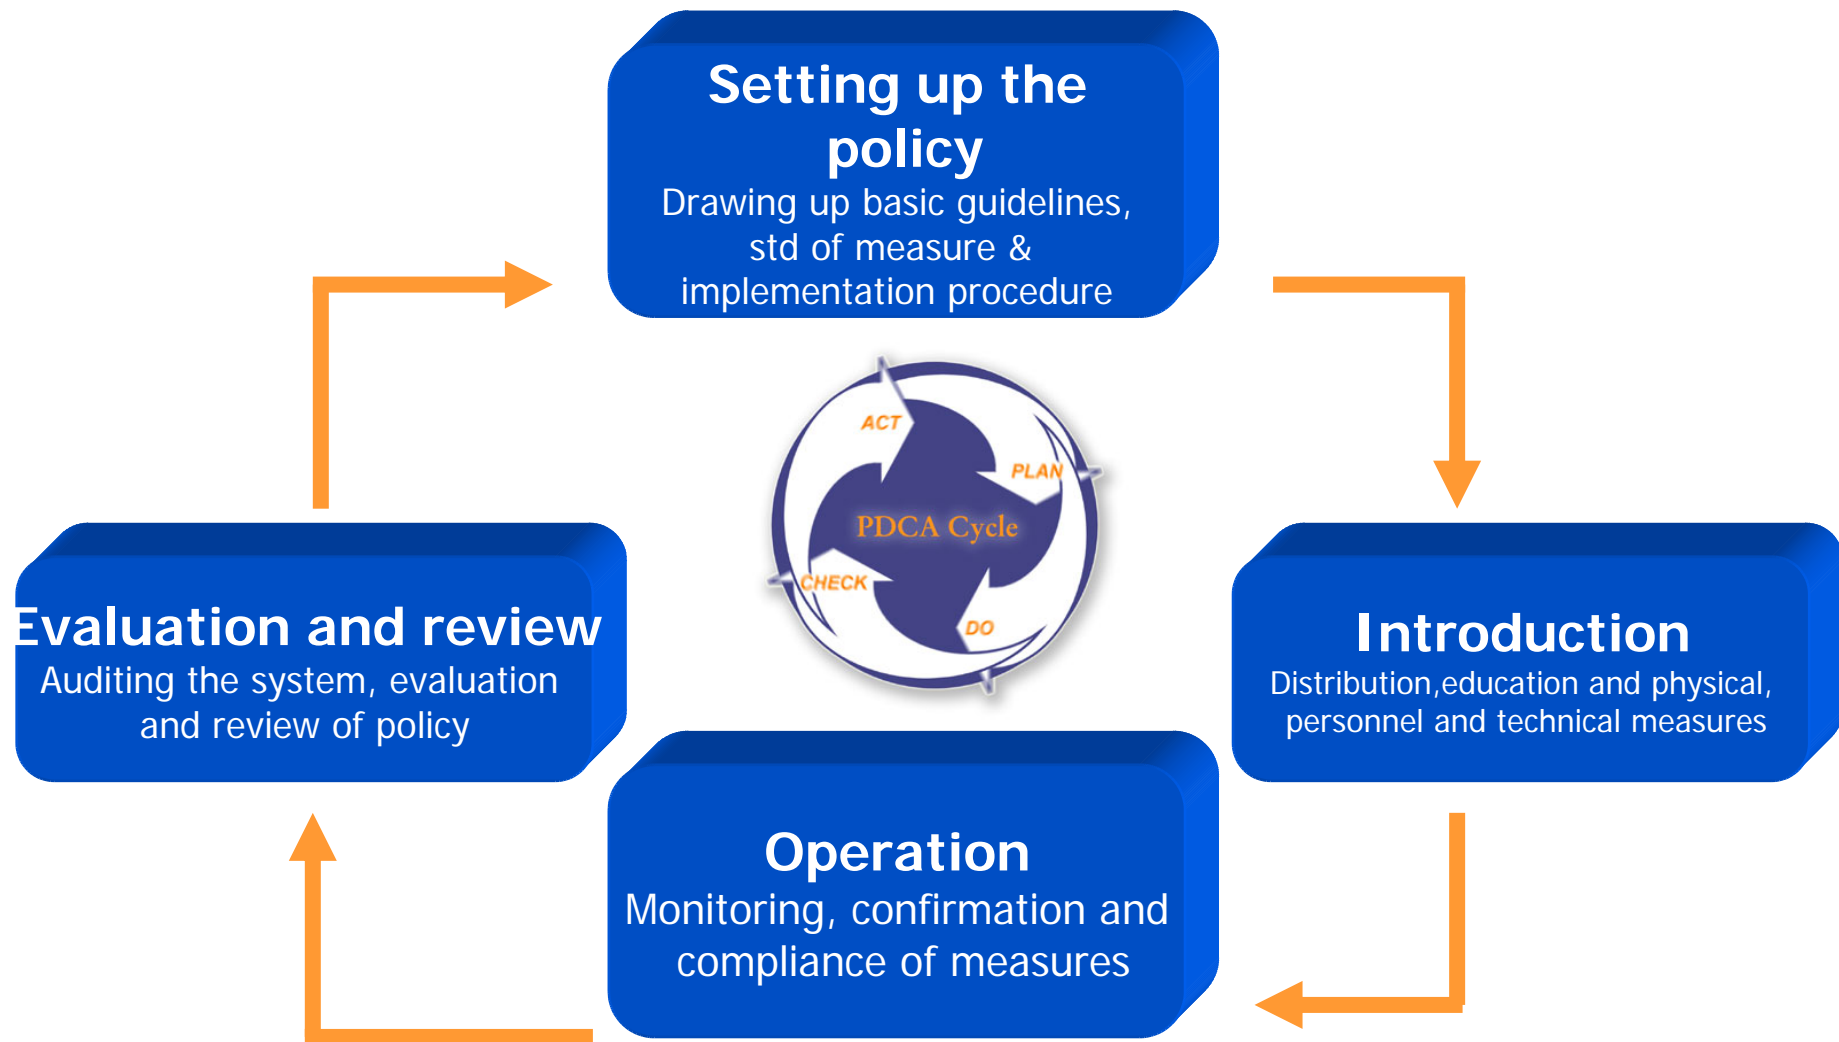 Setting up the
policy
Drawing up basic guidelines,
std of measure &
implementation procedure
ACT
PLAN
PDCA Cycle
CHECK
DO
Evaluation and review
Auditing the system, evaluation
and review of policy
Introduction
Distribution,education and physical,
personnel and technical measures
Operation
Monitoring, confirmation and
compliance of measures